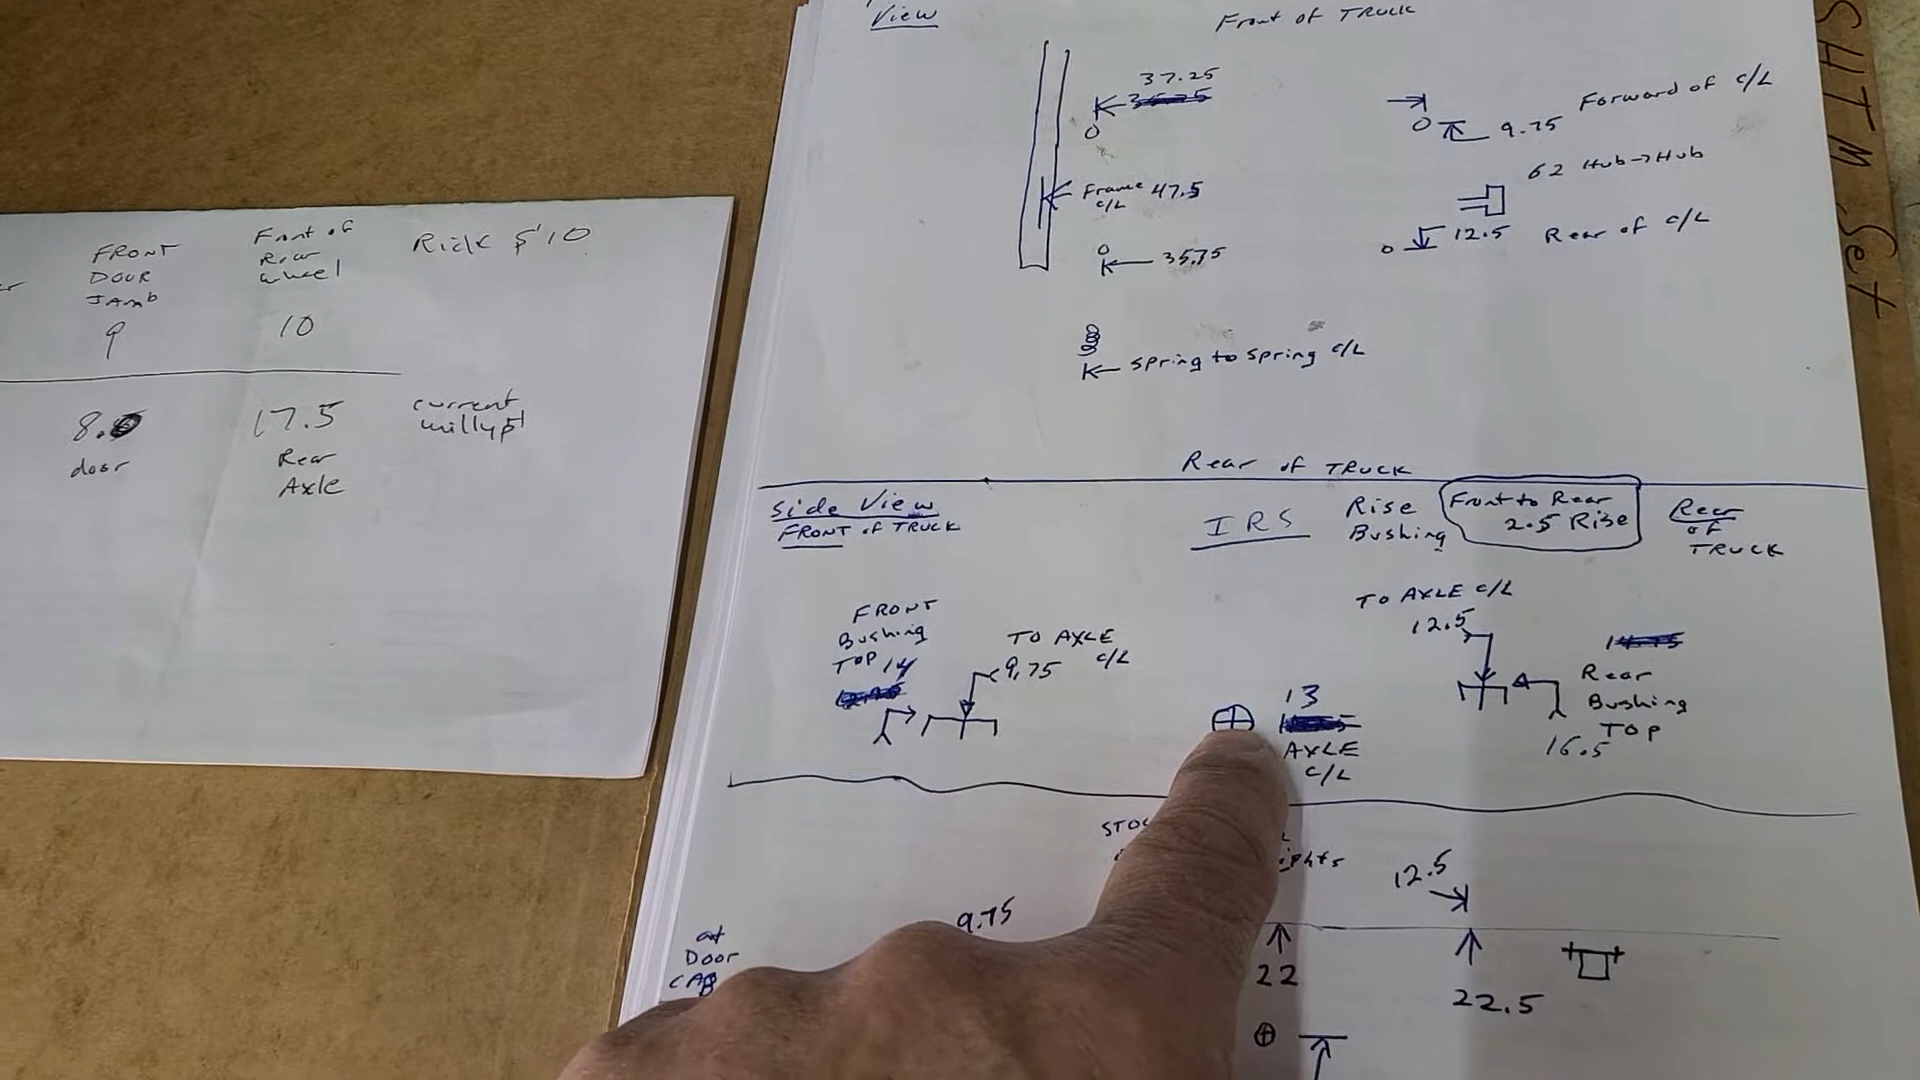 FRONT
DOOR
JAmb
9
Front of
Rear
wheel
10
Rick S'10
8.
door
17.5
Rear
Axle
current
willys
View
Front of TRUCK
37.25
0
Frame 47.5
C/L
0
35.75
Spring to Spring C/L
0
9.75 Forward of C/L
62 Hub→Hub
0 12.5 Rear of C/L
Rear of TRUCK
Side View
FRONT of TRUCK
IRS
Rise
Bushing
Front to Rear
2.5 Rise
Rear
of
TRUCK
FRONT
Bushing
TOP 14
TO AXLE
9.75 C/L
13
AXLE
C/L
TO AXLE C/L
12.5
Rear
Bushing
TOP
16.5
9.75
12.5
at
Door
CAB
22
22.5
SHTM Set